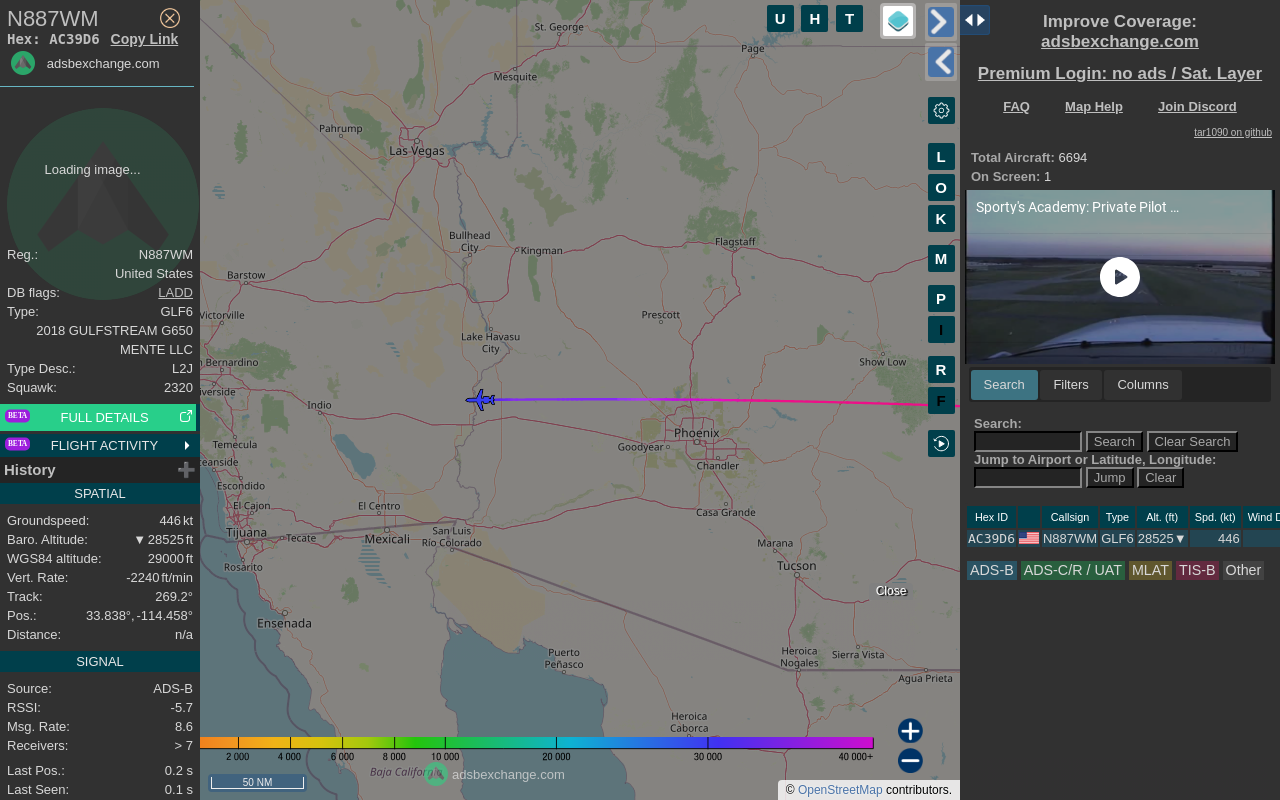 N887WM
Hex: AC39D6 Copy Link
adsbexchange.com
Loading image...
Reg.: N887WM
United States
DB flags: LADD
Type: GLF6
2018 GULFSTREAM G650
MENTE LLC
Type Desc.: L2J
Squawk: 2320
BETA FULL DETAILS
BETA FLIGHT ACTIVITY
History
SPATIAL
Groundspeed: 446 kt
Baro. Altitude: ▼ 28525 ft
WGS84 altitude: 29000 ft
Vert. Rate: -2240 ft/min
Track: 269.2°
Pos.: 33.838°, -114.458°
Distance: n/a
SIGNAL
Source: ADS-B
RSSI: -5.7
Msg. Rate: 8.6
Receivers: > 7
Last Pos.: 0.2 s
Last Seen: 0.1 s
U H T
St. George
Page
Mesquite
Pahrump
Las Vegas
Bullhead
City
Kingman
Flagstaff
Barstow
Victorville
Prescott
Lake Havasu
City
n Bernardino
Show Low
iverside
Indio
Phoenix
Goodyear
Temecula
Chandler
ceanside
Escondido
El Cajon
El Centro
Casa Grande
Tijuana
Tecate
Mexicali
San Luis
Río Colorado
Marana
Rosarito
Tucson
Close
Ensenada
Puerto
Peñasco
Heroica
Nogales
Sierra Vista
Agua Prieta
Heroica
Caborca
Baja California
L
O
K
M
P
I
R
F
2 000 4 000 6 000 8 000 10 000 20 000 30 000 40 000+
adsbexchange.com
50 NM
© OpenStreetMap contributors.
Improve Coverage:
adsbexchange.com
Premium Login: no ads / Sat. Layer
FAQ Map Help Join Discord
tar1090 on github
Total Aircraft: 6694
On Screen: 1
Sporty's Academy: Private Pilot ...
Search Filters Columns
Search:
Search Clear Search
Jump to Airport or Latitude, Longitude:
Jump Clear
Hex ID Callsign Type Alt. (ft) Spd. (kt) Wind D
AC39D6 N887WM GLF6 28525▼ 446
ADS-B ADS-C/R / UAT MLAT TIS-B Other